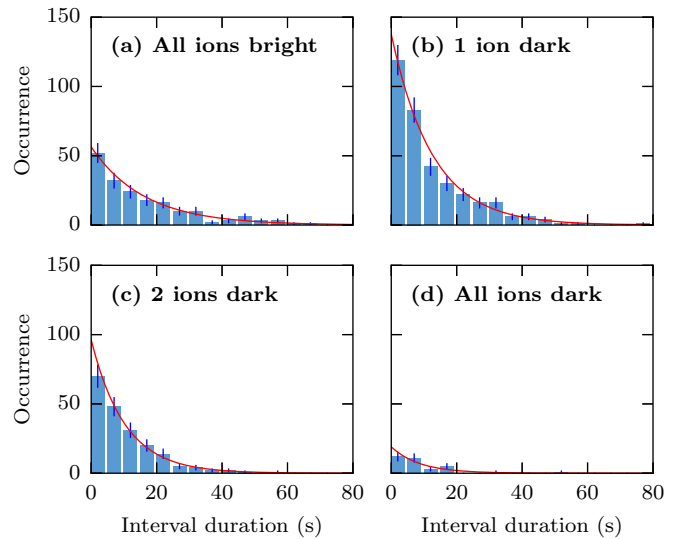 150
100
50
0
Occurrence
(a) All ions bright
(b) 1 ion dark
150
100
50
0
Occurrence
(c) 2 ions dark
(d) All ions dark
0 20 40 60 80
0 20 40 60 80
Interval duration (s)
Interval duration (s)